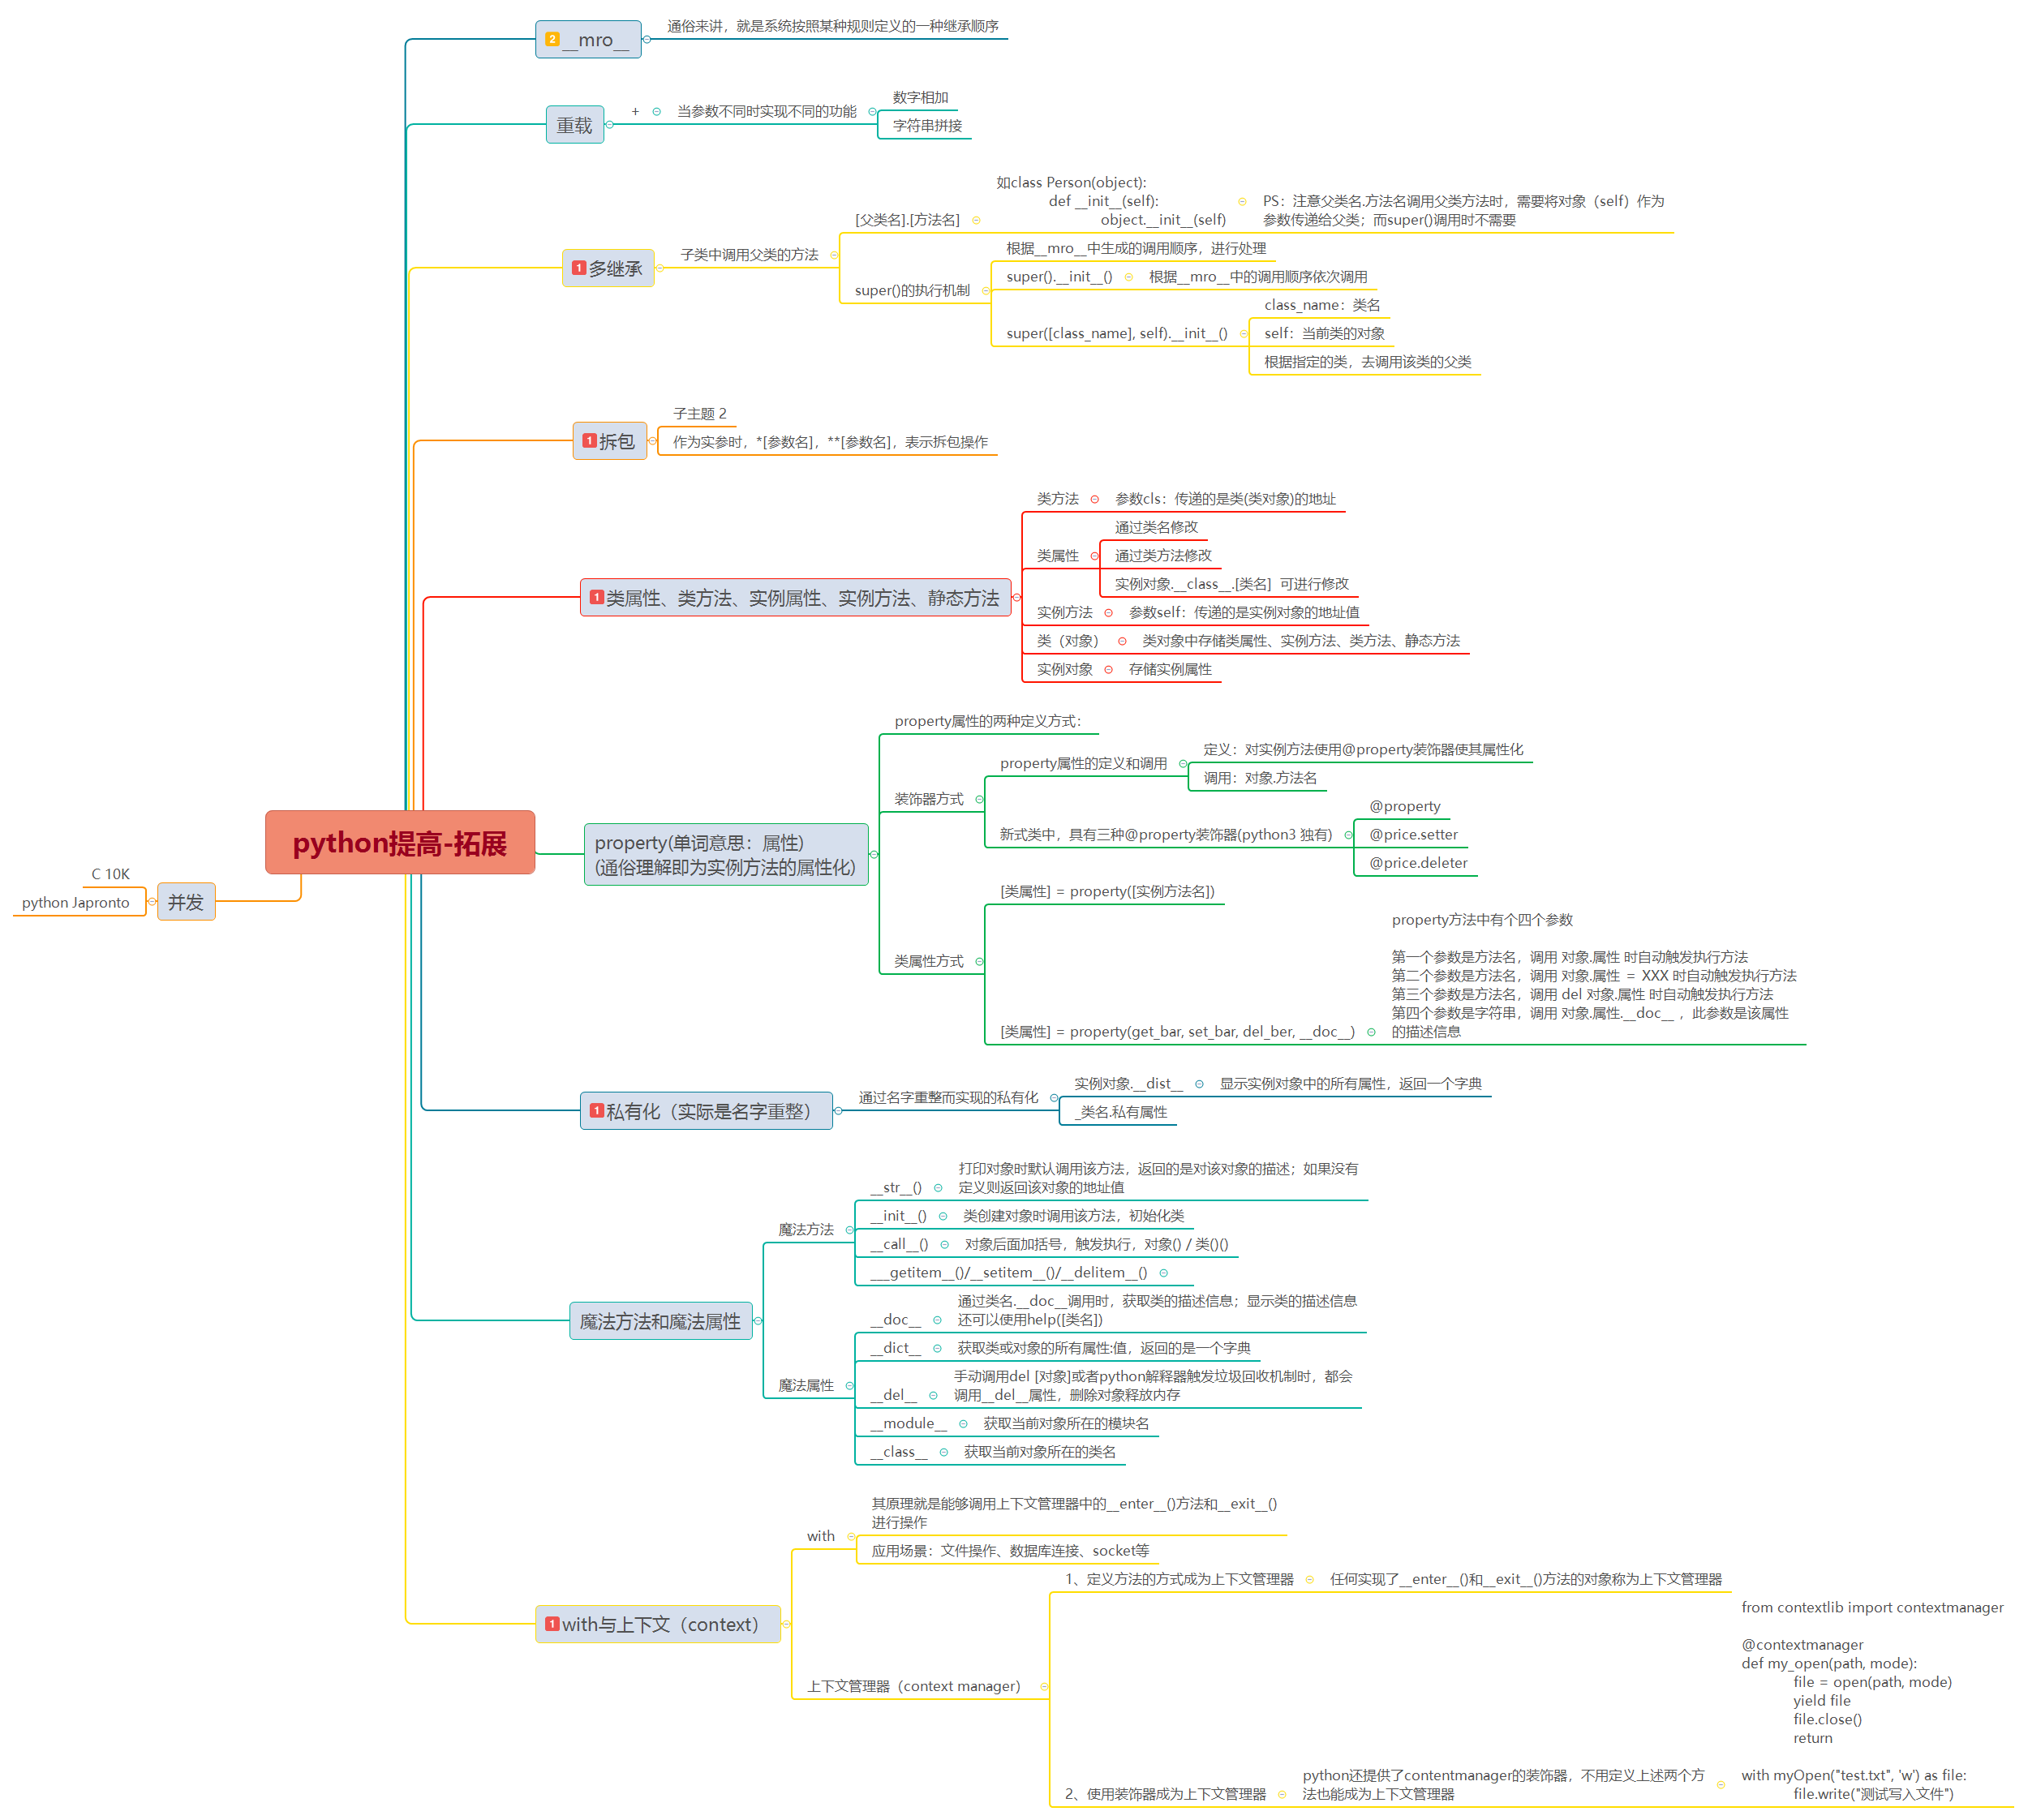 __mro__
通俗来讲，就是系统按照某种规则定义的一种继承顺序
重载
+
当参数不同时实现不同的功能
数字相加
字符串拼接
多继承
子类中调用父类的方法
[父类名].[方法名]
如class Person(object):
def __init__(self):
object.__init__(self)
PS：注意父类名.方法名调用父类方法时，需要将对象（self）作为
参数传递给父类；而super()调用时不需要
super()的执行机制
根据__mro__中生成的调用顺序，进行处理
super().__init__()
根据__mro__中的调用顺序依次调用
super([class_name], self).__init__()
class_name：类名
self：当前类的对象
根据指定的类，去调用该类的父类
拆包
子主题 2
作为实参时，*[参数名]，**[参数名]，表示拆包操作
类属性、类方法、实例属性、实例方法、静态方法
类方法
参数cls：传递的是类(类对象)的地址
类属性
通过类名修改
通过类方法修改
实例对象.__class__.[类名] 可进行修改
实例方法
参数self：传递的是实例对象的地址值
类（对象）
类对象中存储类属性、实例方法、类方法、静态方法
实例对象
存储实例属性
python提高-拓展
property(单词意思：属性)
(通俗理解即为实例方法的属性化)
property属性的两种定义方式：
装饰器方式
property属性的定义和调用
定义：对实例方法使用@property装饰器使其属性化
调用：对象.方法名
新式类中，具有三种@property装饰器(python3 独有)
@property
@price.setter
@price.deleter
类属性方式
[类属性] = property([实例方法名])
[类属性] = property(get_bar, set_bar, del_ber, __doc__)
property方法中有个四个参数
第一个参数是方法名，调用 对象.属性 时自动触发执行方法
第二个参数是方法名，调用 对象.属性 ＝ XXX 时自动触发执行方法
第三个参数是方法名，调用 del 对象.属性 时自动触发执行方法
第四个参数是字符串，调用 对象.属性.__doc__ ，此参数是该属性
的描述信息
并发
C 10K
python Japronto
私有化（实际是名字重整）
通过名字重整而实现的私有化
实例对象.__dist__
显示实例对象中的所有属性，返回一个字典
_类名.私有属性
魔法方法和魔法属性
魔法方法
__str__()
打印对象时默认调用该方法，返回的是对该对象的描述；如果没有
定义则返回该对象的地址值
__init__()
类创建对象时调用该方法，初始化类
__call__()
对象后面加括号，触发执行，对象() / 类()()
___getitem__()/__setitem__()/__delitem__()
魔法属性
__doc__
通过类名.__doc__调用时，获取类的描述信息；显示类的描述信息
还可以使用help([类名])
__dict__
获取类或对象的所有属性:值，返回的是一个字典
__del__
手动调用del [对象]或者python解释器触发垃圾回收机制时，都会
调用__del__属性，删除对象释放内存
__module__
获取当前对象所在的模块名
__class__
获取当前对象所在的类名
with与上下文（context）
with
其原理就是能够调用上下文管理器中的__enter__()方法和__exit__()
进行操作
应用场景：文件操作、数据库连接、socket等
上下文管理器（context manager）
1、定义方法的方式成为上下文管理器
任何实现了__enter__()和__exit__()方法的对象称为上下文管理器
2、使用装饰器成为上下文管理器
python还提供了contentmanager的装饰器，不用定义上述两个方
法也能成为上下文管理器
from contextlib import contextmanager
@contextmanager
def my_open(path, mode):
file = open(path, mode)
yield file
file.close()
return
with myOpen("test.txt", 'w') as file:
file.write("测试写入文件")